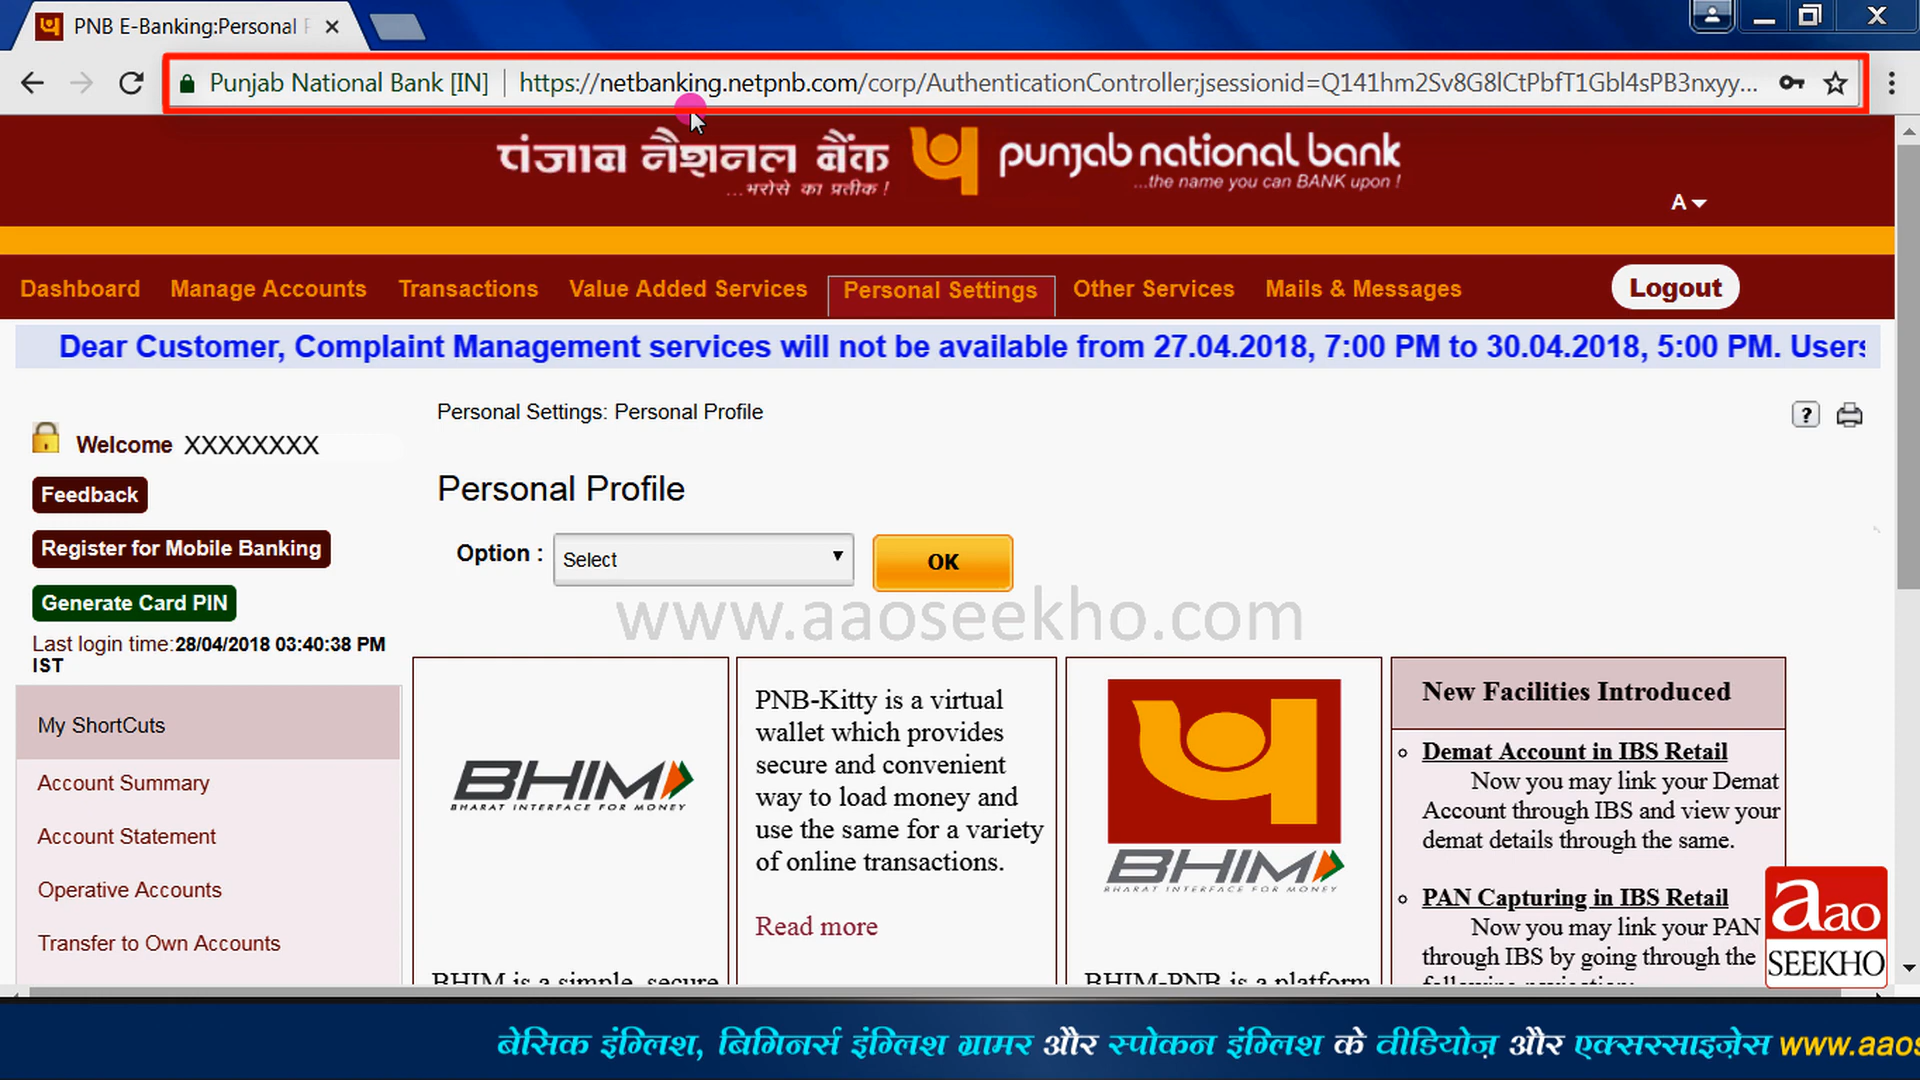 PNB E-Banking:Personal
Punjab National Bank [IN]
https://netbanking.netpnb.com/corp/AuthenticationController;jsessionid=Q141hm2Sv8G8lCtPbfT1Gbl4sPB3nxyy...
पंजाब नैशनल बैंक
...भरोसे का प्रतीक !
punjab national bank
...the name you can BANK upon !
A
Dashboard
Manage Accounts
Transactions
Value Added Services
Personal Settings
Other Services
Mails & Messages
Logout
Dear Customer, Complaint Management services will not be available from 27.04.2018, 7:00 PM to 30.04.2018, 5:00 PM. Users
Personal Settings: Personal Profile
?
Welcome XXXXXXXX
Feedback
Register for Mobile Banking
Generate Card PIN
Last login time:28/04/2018 03:40:38 PM
IST
My ShortCuts
Account Summary
Account Statement
Operative Accounts
Transfer to Own Accounts
Personal Profile
Option :
Select
OK
www.aaoseekho.com
BHIM
BHARAT INTERFACE FOR MONEY
BHIM is a simple, secure
PNB-Kitty is a virtual
wallet which provides
secure and convenient
way to load money and
use the same for a variety
of online transactions.
Read more
BHIM
BHARAT INTERFACE FOR MONEY
BHIM-PNB is a platform
New Facilities Introduced
Demat Account in IBS Retail
Now you may link your Demat
Account through IBS and view your
demat details through the same.
PAN Capturing in IBS Retail
Now you may link your PAN
through IBS by going through the
aao
SEEKHO
बेसिक इंग्लिश, बिगिनर्स इंग्लिश ग्रामर और स्पोकन इंग्लिश के वीडियोज़ और एक्सरसाइज़ेस www.aaos